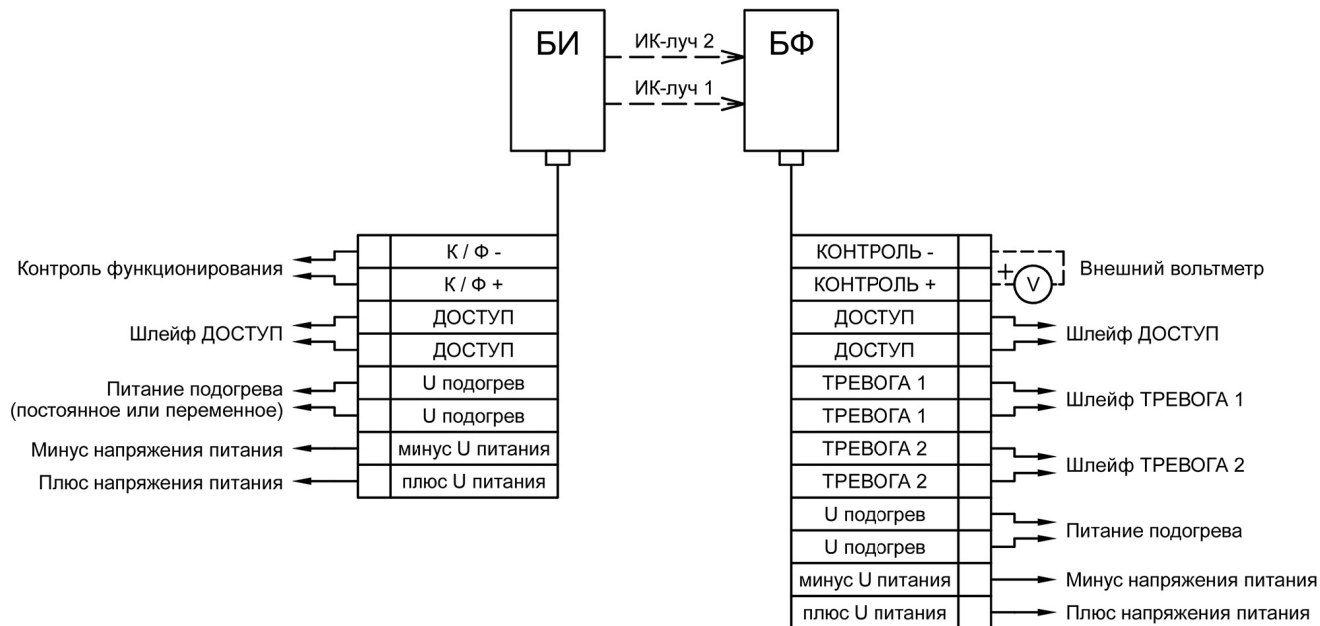 БИ
ИК-луч 2
ИК-луч 1
БФ
Контроль функционирования
К / Ф -
К / Ф +
Шлейф ДОСТУП
ДОСТУП
ДОСТУП
Питание подогрева
(постоянное или переменное)
U подогрев
U подогрев
Минус напряжения питания
минус U питания
Плюс напряжения питания
плюс U питания
КОНТРОЛЬ -
КОНТРОЛЬ +
+
V
Внешний вольтметр
ДОСТУП
ДОСТУП
Шлейф ДОСТУП
ТРЕВОГА 1
ТРЕВОГА 1
Шлейф ТРЕВОГА 1
ТРЕВОГА 2
ТРЕВОГА 2
Шлейф ТРЕВОГА 2
U подогрев
U подогрев
Питание подогрева
минус U питания
Минус напряжения питания
плюс U питания
Плюс напряжения питания